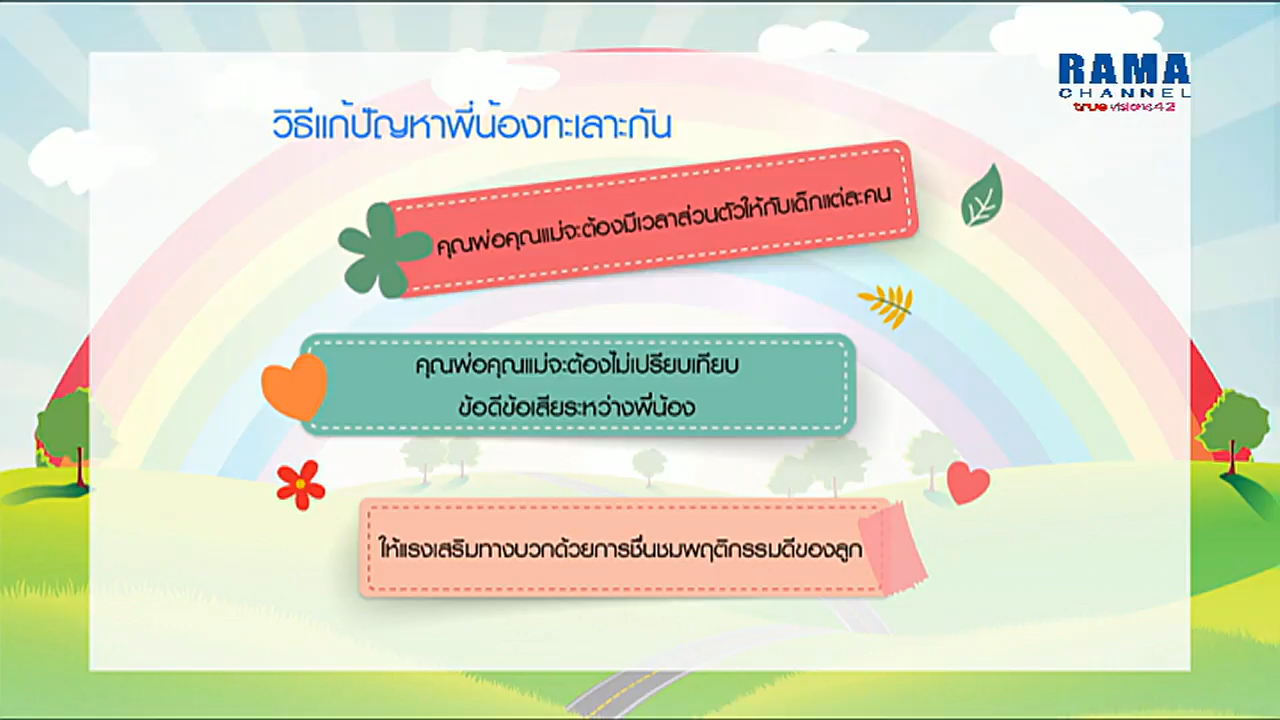 RAMA
CHANNEL
true visions 42
วิธีแก้ปัญหาพี่น้องทะเลาะกัน
คุณพ่อคุณแม่จะต้องมีเวลาส่วนตัวให้กับเด็กแต่ละคน
คุณพ่อคุณแม่จะต้องไม่เปรียบเทียบ
ข้อดีข้อเสียระหว่างพี่น้อง
ให้แรงเสริมทางบวกด้วยการชื่นชมพฤติกรรมดีของลูก